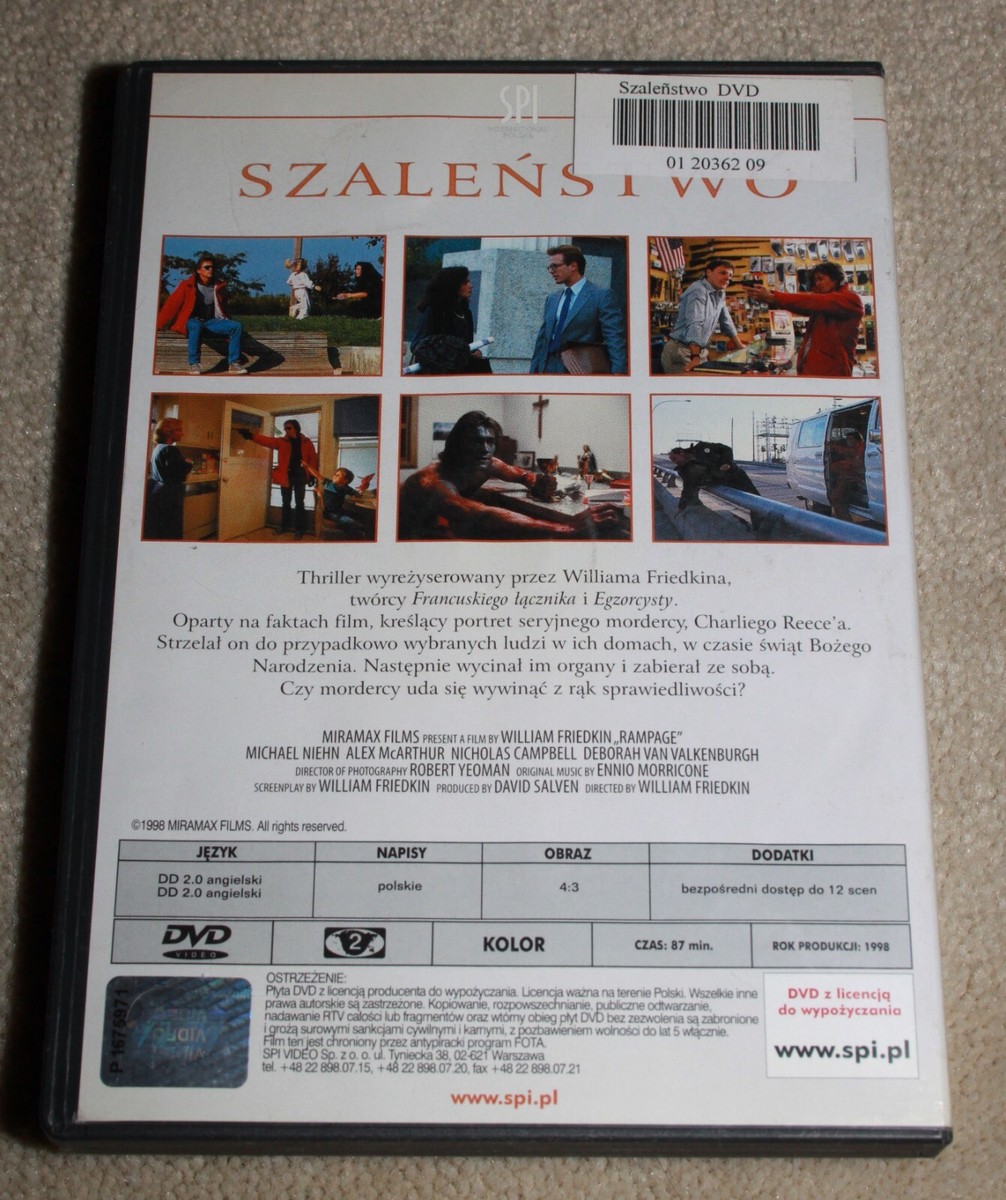 SPI
INTERNATIONAL
POLSKA
Szaleñstwo DVD
01 20362 09
SZALEŃSTWO
Thriller wyreżyserowany przez Williama Friedkina,
twórcy Francuskiego łącznika i Egzorcysty.
Oparty na faktach film, kreślący portret seryjnego mordercy, Charliego Reece'a.
Strzelał on do przypadkowo wybranych ludzi w ich domach, w czasie świąt Bożego
Narodzenia. Następnie wycinał im organy i zabierał ze sobą.
Czy mordercy uda się wywinąć z rąk sprawiedliwości?
MIRAMAX FILMS PRESENT A FILM BY WILLIAM FRIEDKIN „RAMPAGE"
MICHAEL NIEHN ALEX McARTHUR NICHOLAS CAMPBELL DEBORAH VAN VALKENBURGH
DIRECTOR OF PHOTOGRAPHY ROBERT YEOMAN ORIGINAL MUSIC BY ENNIO MORRICONE
SCREENPLAY BY WILLIAM FRIEDKIN PRODUCED BY DAVID SALVEN DIRECTED BY WILLIAM FRIEDKIN
©1998 MIRAMAX FILMS. All rights reserved.
JĘZYK NAPISY OBRAZ DODATKI
DD 2.0 angielski
DD 2.0 angielski
polskie 4:3 bezpośredni dostęp do 12 scen
DVD VIDEO 2 KOLOR CZAS: 87 min. ROK PRODUKCJI: 1998
P1675971
OSTRZEŻENIE:
Płyta DVD z licencją producenta do wypożyczania. Licencja ważna na terenie Polski. Wszelkie inne
prawa autorskie są zastrzeżone. Kopiowanie, rozpowszechnianie, publiczne odtwarzanie,
nadawanie RTV całości lub fragmentów oraz wtórny obieg płyt DVD bez zezwolenia są zabronione
i grożą surowymi sankcjami cywilnymi i karnymi, z pozbawieniem wolności do lat 5 włącznie.
Film ten jest chroniony przez antypiracki program FOTA.
SPI VIDEO Sp. z o. o. ul. Tyniecka 38, 02-621 Warszawa
tel. +48 22 898.07.15, +48 22 898.07.20, fax +48 22 898.07.21
DVD z licencją
do wypożyczania
www.spi.pl
www.spi.pl